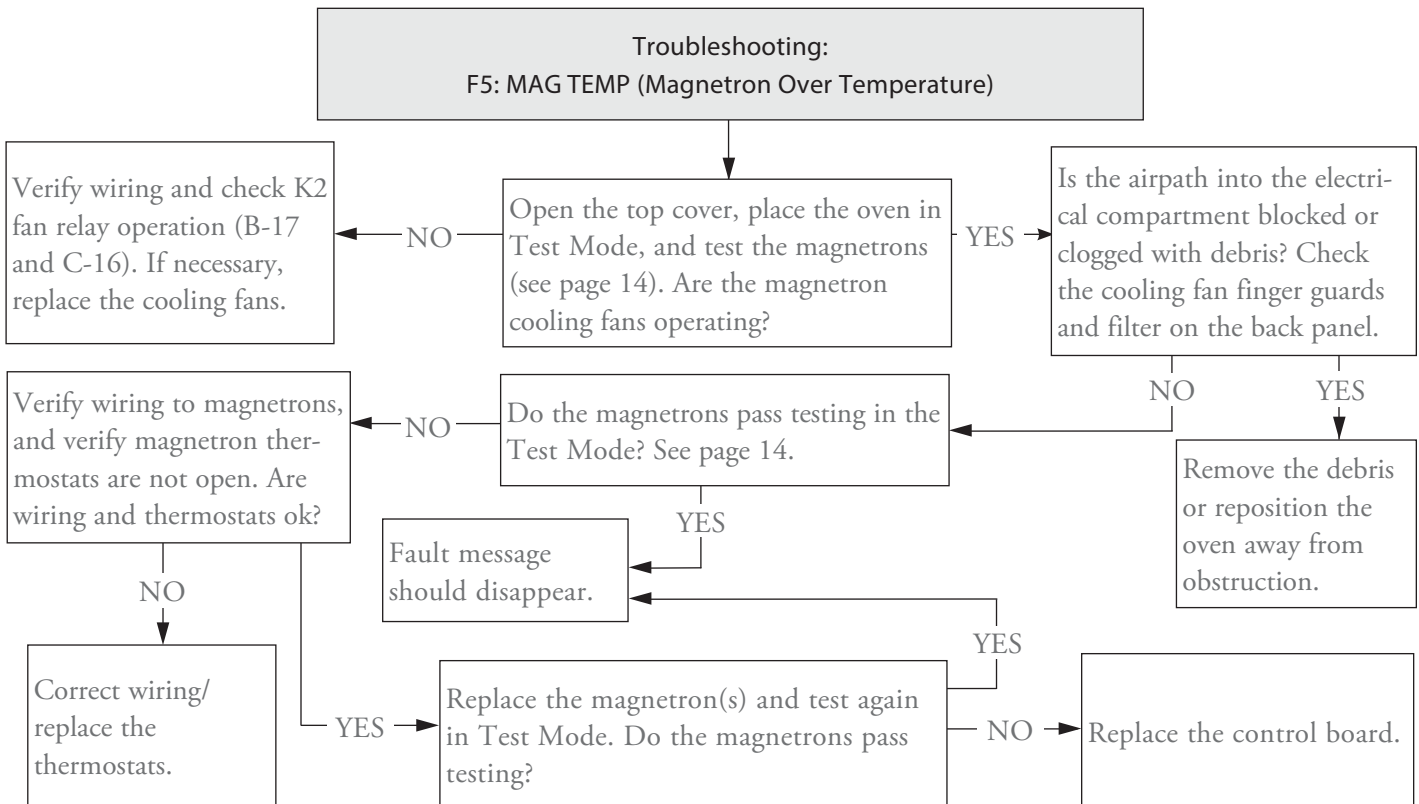 Troubleshooting:
F5: MAG TEMP (Magnetron Over Temperature)
Verify wiring and check K2
fan relay operation (B-17
and C-16). If necessary,
replace the cooling fans.
NO
Open the top cover, place the oven in
Test Mode, and test the magnetrons
(see page 14). Are the magnetron
cooling fans operating?
YES
Is the airpath into the electri-
cal compartment blocked or
clogged with debris? Check
the cooling fan finger guards
and filter on the back panel.
NO
YES
Verify wiring to magnetrons,
and verify magnetron ther-
mostats are not open. Are
wiring and thermostats ok?
NO
Do the magnetrons pass testing in the
Test Mode? See page 14.
YES
Remove the debris
or reposition the
oven away from
obstruction.
Fault message
should disappear.
NO
YES
Correct wiring/
replace the
thermostats.
YES
Replace the magnetron(s) and test again
in Test Mode. Do the magnetrons pass
testing?
NO
Replace the control board.